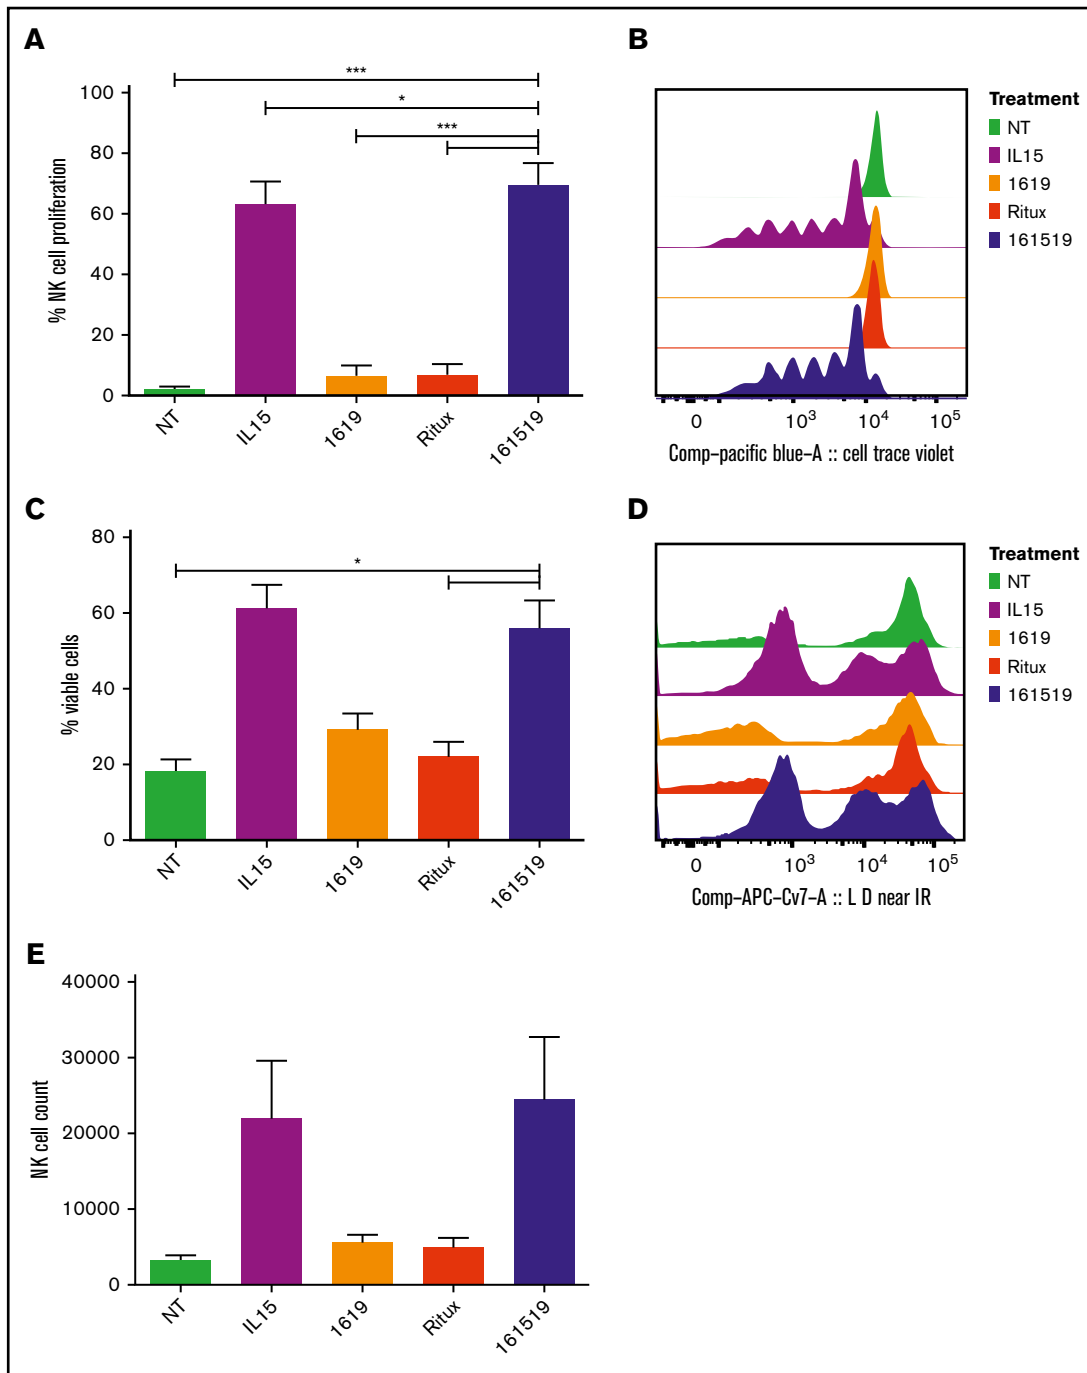 A
% NK cell proliferation
100
80
60
40
20
0
***
*
***
NT
IL15
1619
Ritux
161519
B
Treatment
NT
IL15
1619
Ritux
161519
0
10³
10⁴
10⁵
Comp-pacific blue-A :: cell trace violet
C
% viable cells
80
60
40
20
0
*
NT
IL15
1619
Ritux
161519
D
Treatment
NT
IL15
1619
Ritux
161519
0
10³
10⁴
10⁵
Comp-APC-Cv7-A :: L D near IR
E
NK cell count
40000
30000
20000
10000
0
NT
IL15
1619
Ritux
161519